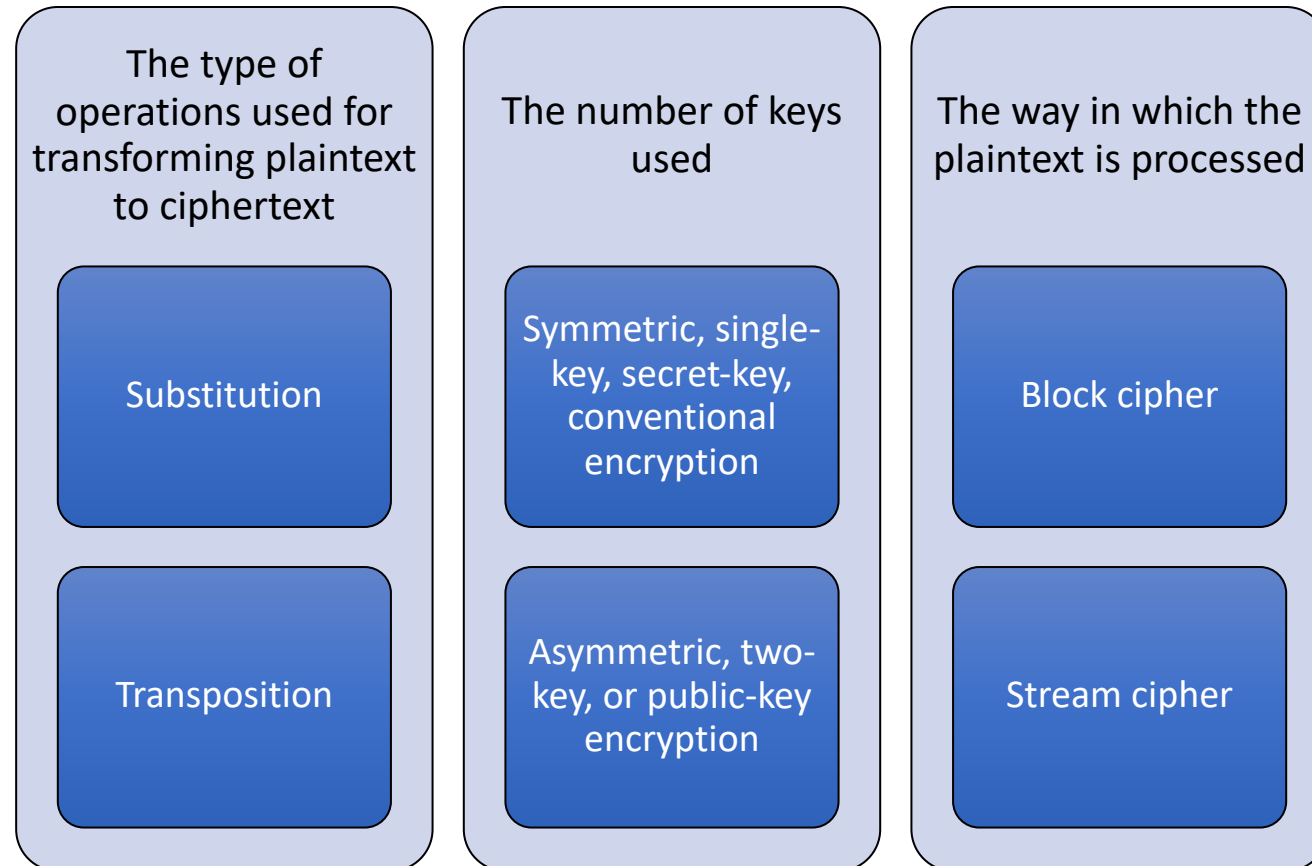 The type of
operations used for
transforming plaintext
to ciphertext
Substitution
Transposition
The number of keys
used
Symmetric, single-
key, secret-key,
conventional
encryption
Asymmetric, two-
key, or public-key
encryption
The way in which the
plaintext is processed
Block cipher
Stream cipher